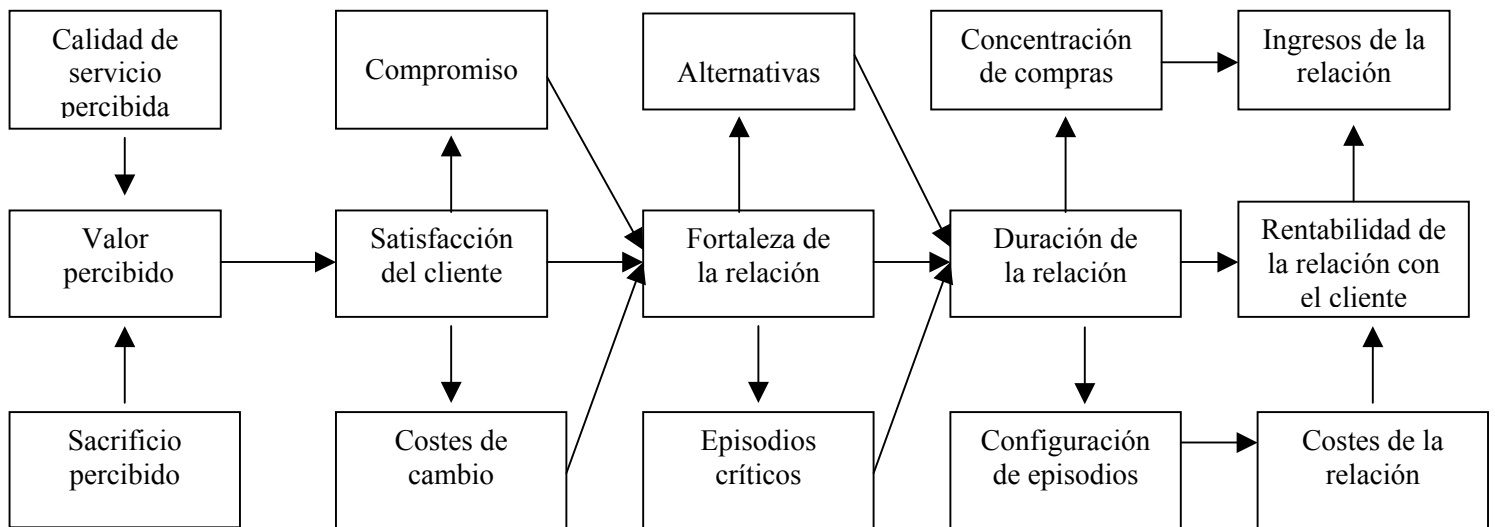 Calidad de
servicio
percibida
Compromiso
Alternativas
Concentración
de compras
Ingresos de la
relación
Valor
percibido
Satisfacción
del cliente
Fortaleza de
la relación
Duración de
la relación
Rentabilidad de
la relación con
el cliente
Sacrificio
percibido
Costes de
cambio
Episodios
críticos
Configuración
de episodios
Costes de la
relación